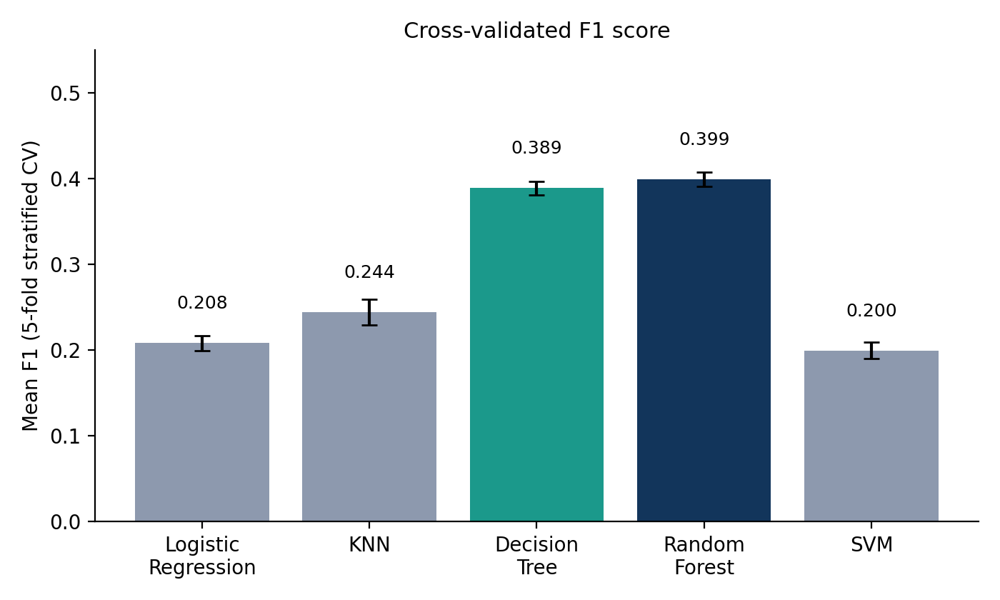 Cross-validated F1 score
Mean F1 (5-fold stratified CV)
0.5
0.4
0.3
0.2
0.1
0.0
0.208
0.244
0.389
0.399
0.200
Logistic
Regression
KNN
Decision
Tree
Random
Forest
SVM